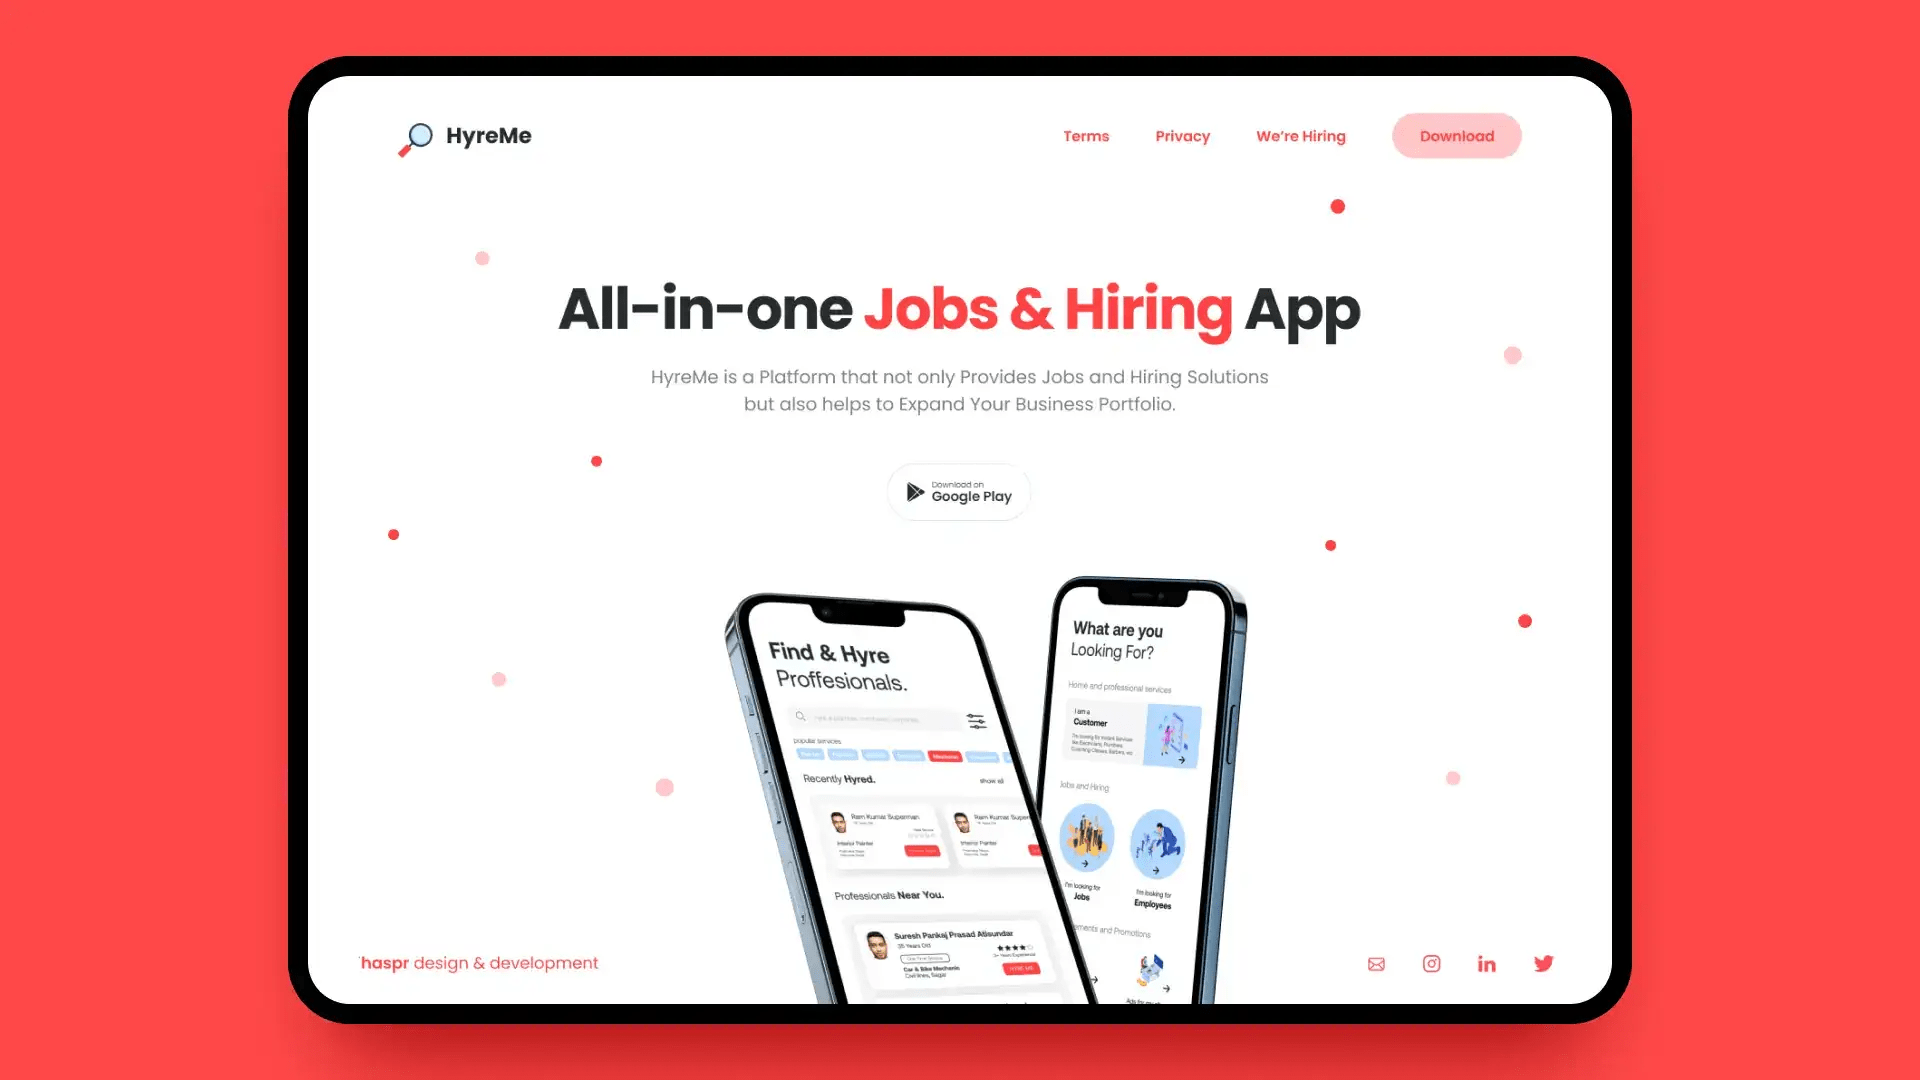 HyreMe
Terms
Privacy
We're Hiring
Download
All-in-one Jobs & Hiring App
HyreMe is a Platform that not only Provides Jobs and Hiring Solutions
but also helps to Expand Your Business Portfolio.
Download on
Google Play
Find & Hyre
Proffesionals.
popular services
Recently Hyred.
show all
Ram Kumar Superman
Interior Painter
Ram Kumar
Interior Painter
Professionals Near You.
Suresh Pankaj Prasad Atisundar
35 Years Old
Car & Bike Mechanic
Civil lines, Sagar
HYRE ME
What are you
Looking For?
Home and professional services
I am a
Customer
Jobs and Hiring
I'm looking for
Jobs
I'm looking for
Employees
and Promotions
haspr design & development
in